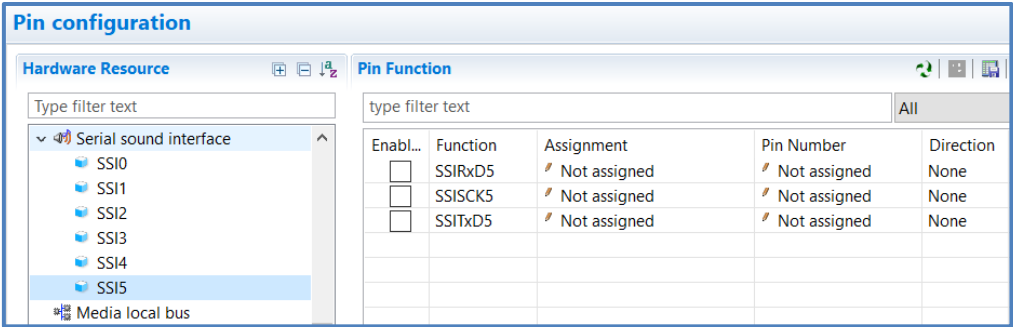 Pin configuration
Hardware Resource
Type filter text
Serial sound interface
SSI0
SSI1
SSI2
SSI3
SSI4
SSI5
Media local bus
Pin Function
type filter text All
Enabl... Function Assignment Pin Number Direction
SSIRxD5 Not assigned Not assigned None
SSISCK5 Not assigned Not assigned None
SSITxD5 Not assigned Not assigned None